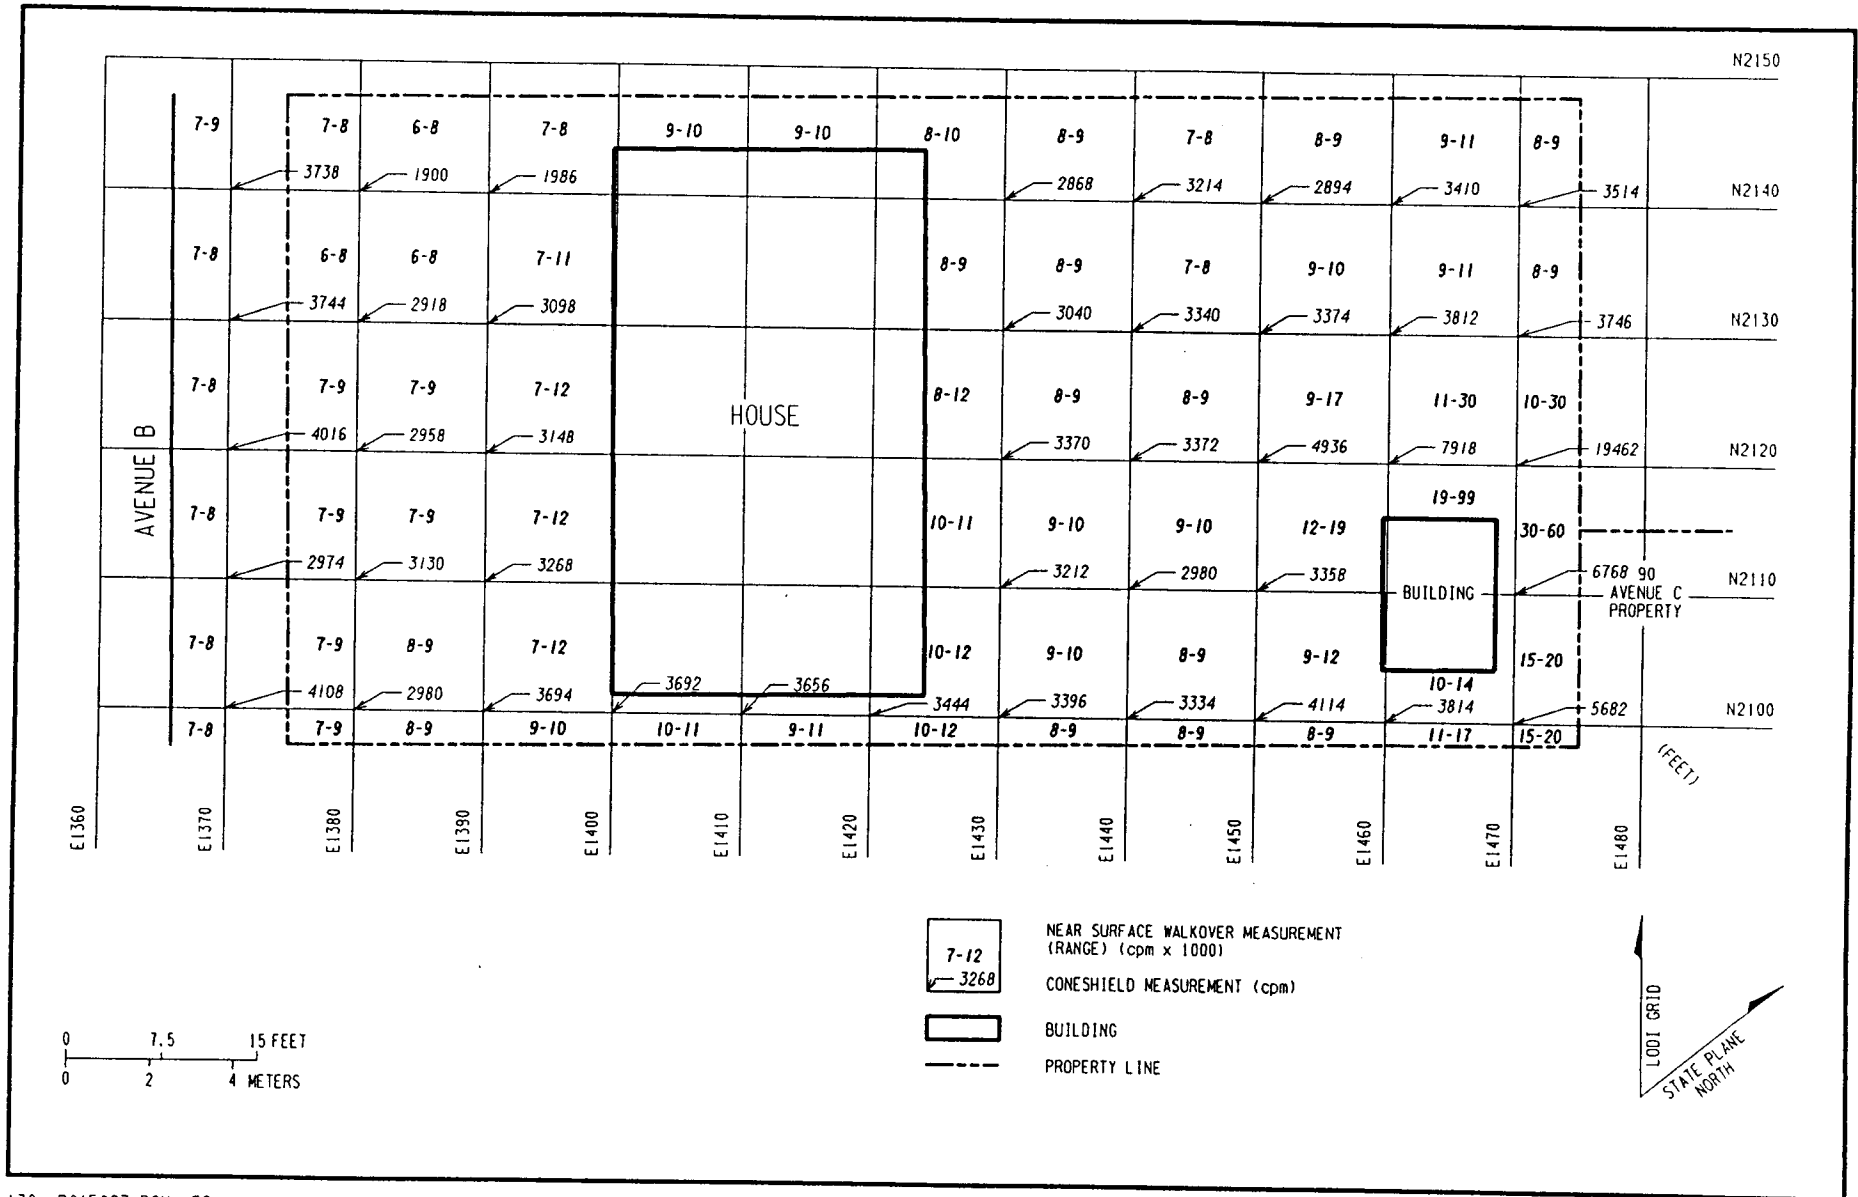 N2150
7-9 7-8 6-8 7-8 9-10 9-10 8-10 8-9 7-8 8-9 9-11 8-9
3738 1900 1986 2868 3214 2894 3410 3514 N2140
7-8 6-8 6-8 7-11 8-9 8-9 7-8 9-10 9-11 8-9
3744 2918 3098 3040 3340 3374 3812 3746 N2130
7-8 7-9 7-9 7-12 8-12 8-9 8-9 9-17 11-30 10-30
HOUSE
4016 2958 3148 3370 3372 4936 7918 19462 N2120
AVENUE B
19-99
7-8 7-9 7-9 7-12 10-11 9-10 9-10 12-19 30-60
2974 3130 3268 3212 2980 3358 6768 N2110
BUILDING
90
AVENUE C
PROPERTY
7-8 7-9 8-9 7-12 10-12 9-10 8-9 9-12 15-20
10-14
4108 2980 3694 3692 3656 3444 3396 3334 4114 3814 5682 N2100
7-8 7-9 8-9 9-10 10-11 9-11 10-12 8-9 8-9 8-9 11-17 15-20
(FEET)
E1360 E1370 E1380 E1390 E1400 E1410 E1420 E1430 E1440 E1450 E1460 E1470 E1480
7-12
3268
NEAR SURFACE WALKOVER MEASUREMENT
(RANGE) (cpm x 1000)
CONESHIELD MEASUREMENT (cpm)
BUILDING
PROPERTY LINE
0 7.5 15 FEET
0 2 4 METERS
LODI GRID
STATE PLANE
NORTH